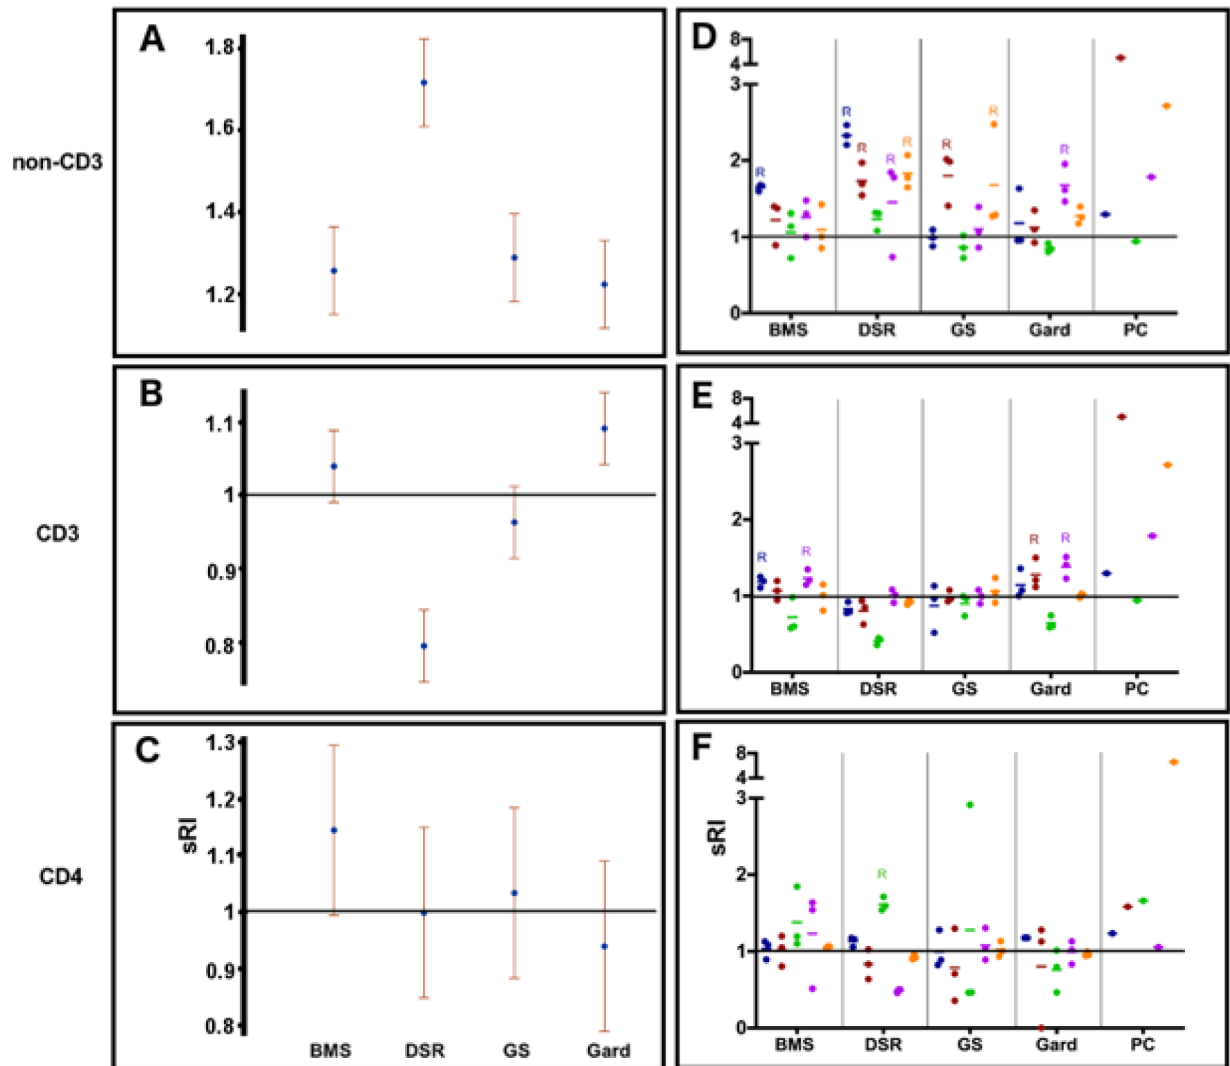 A
non-CD3
1.8
1.6
1.4
1.2
D
8
4
3
2
1
0
R
R
R
R
R
R
R
R
BMS
DSR
GS
Gard
PC
B
CD3
1.1
1
0.9
0.8
E
8
4
3
2
1
0
R
R
R
R
BMS
DSR
GS
Gard
PC
C
CD4
sRI
1.3
1.2
1.1
1
0.9
0.8
BMS
DSR
GS
Gard
F
sRI
8
4
3
2
1
0
R
BMS
DSR
GS
Gard
PC